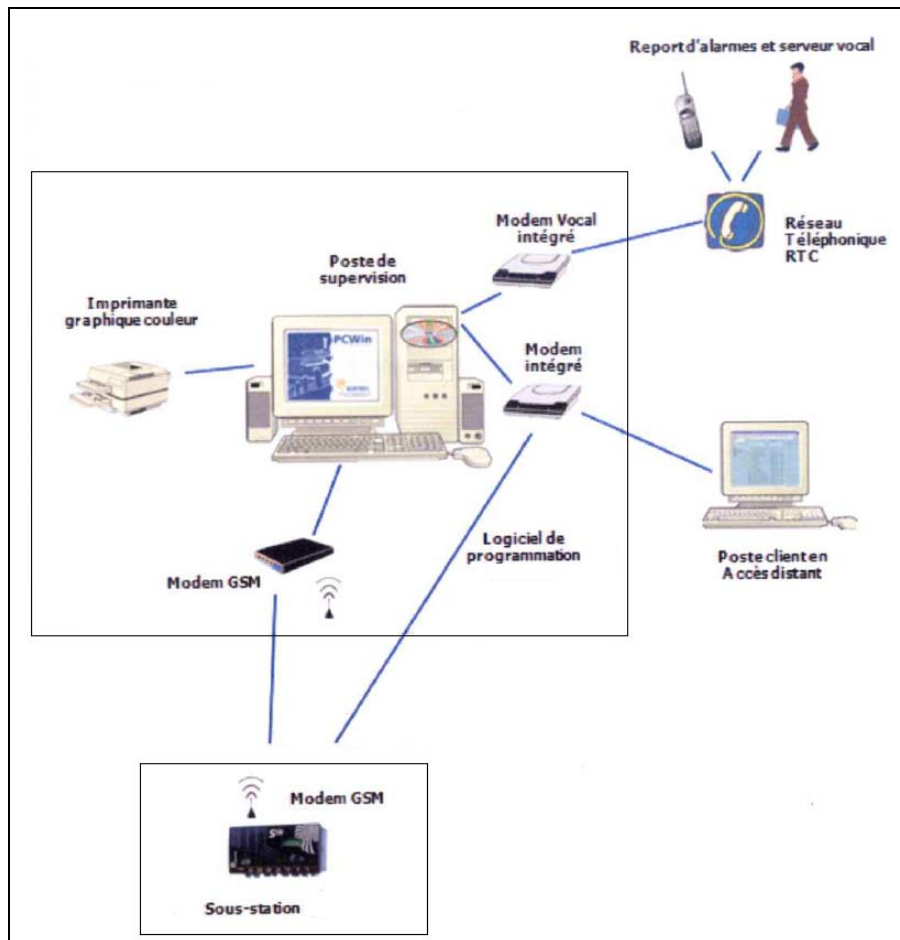 Report d'alarmes et serveur vocal
Modem Vocal
intégré
Réseau
Téléphonique
RTC
Poste de
supervision
Imprimante
graphique couleur
PCWin
Modem
intégré
Logiciel de
programmation
Modem GSM
Poste client en
Accès distant
Modem GSM
Sous-station